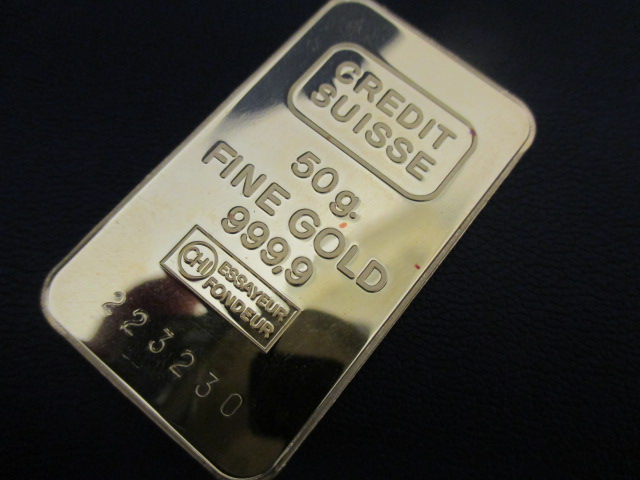 CREDIT
SUISSE
50g.
FINE GOLD
999,9
CHI
ESSAYEUR
FONDEUR
223230